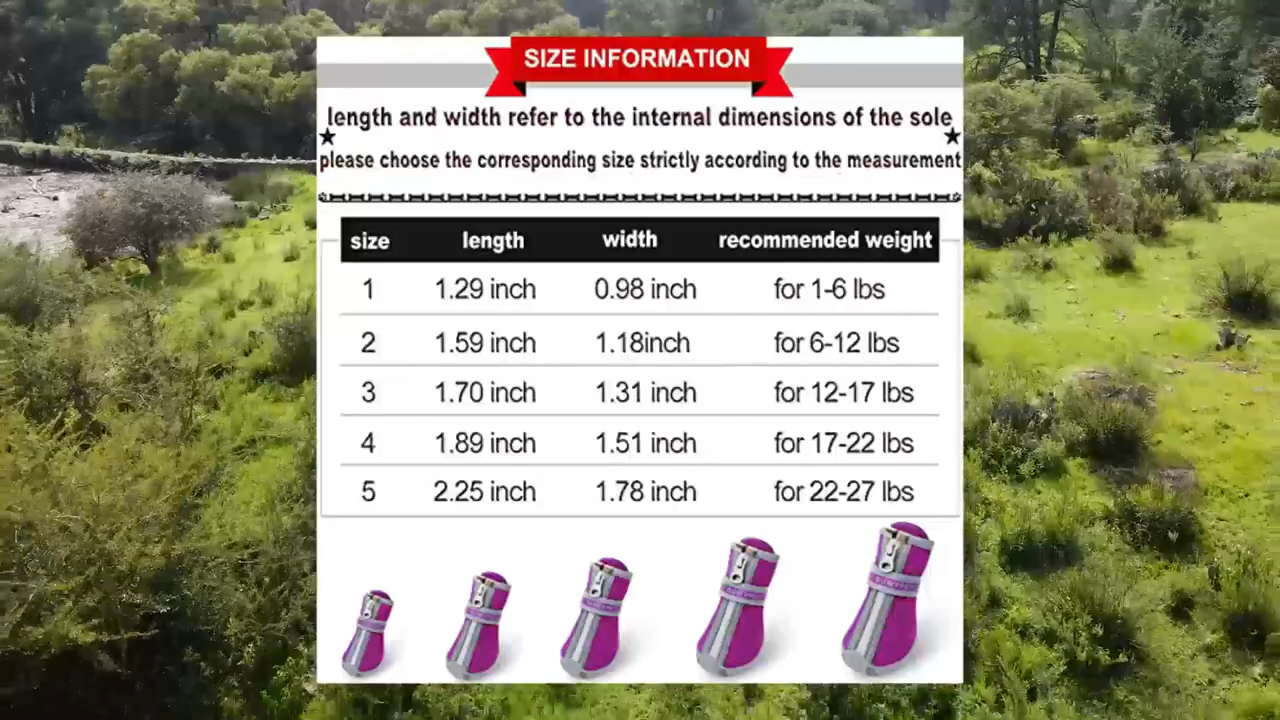 SIZE INFORMATION
length and width refer to the internal dimensions of the sole
please choose the corresponding size strictly according to the measurement
size length width recommended weight
1 1.29 inch 0.98 inch for 1-6 lbs
2 1.59 inch 1.18inch for 6-12 lbs
3 1.70 inch 1.31 inch for 12-17 lbs
4 1.89 inch 1.51 inch for 17-22 lbs
5 2.25 inch 1.78 inch for 22-27 lbs